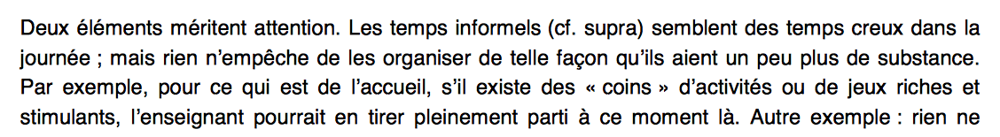 Deux éléments méritent attention. Les temps informels (cf. supra) semblent des temps creux dans la
journée ; mais rien n’empêche de les organiser de telle façon qu’ils aient un peu plus de substance.
Par exemple, pour ce qui est de l’accueil, s’il existe des « coins » d’activités ou de jeux riches et
stimulants, l’enseignant pourrait en tirer pleinement parti à ce moment là. Autre exemple : rien ne